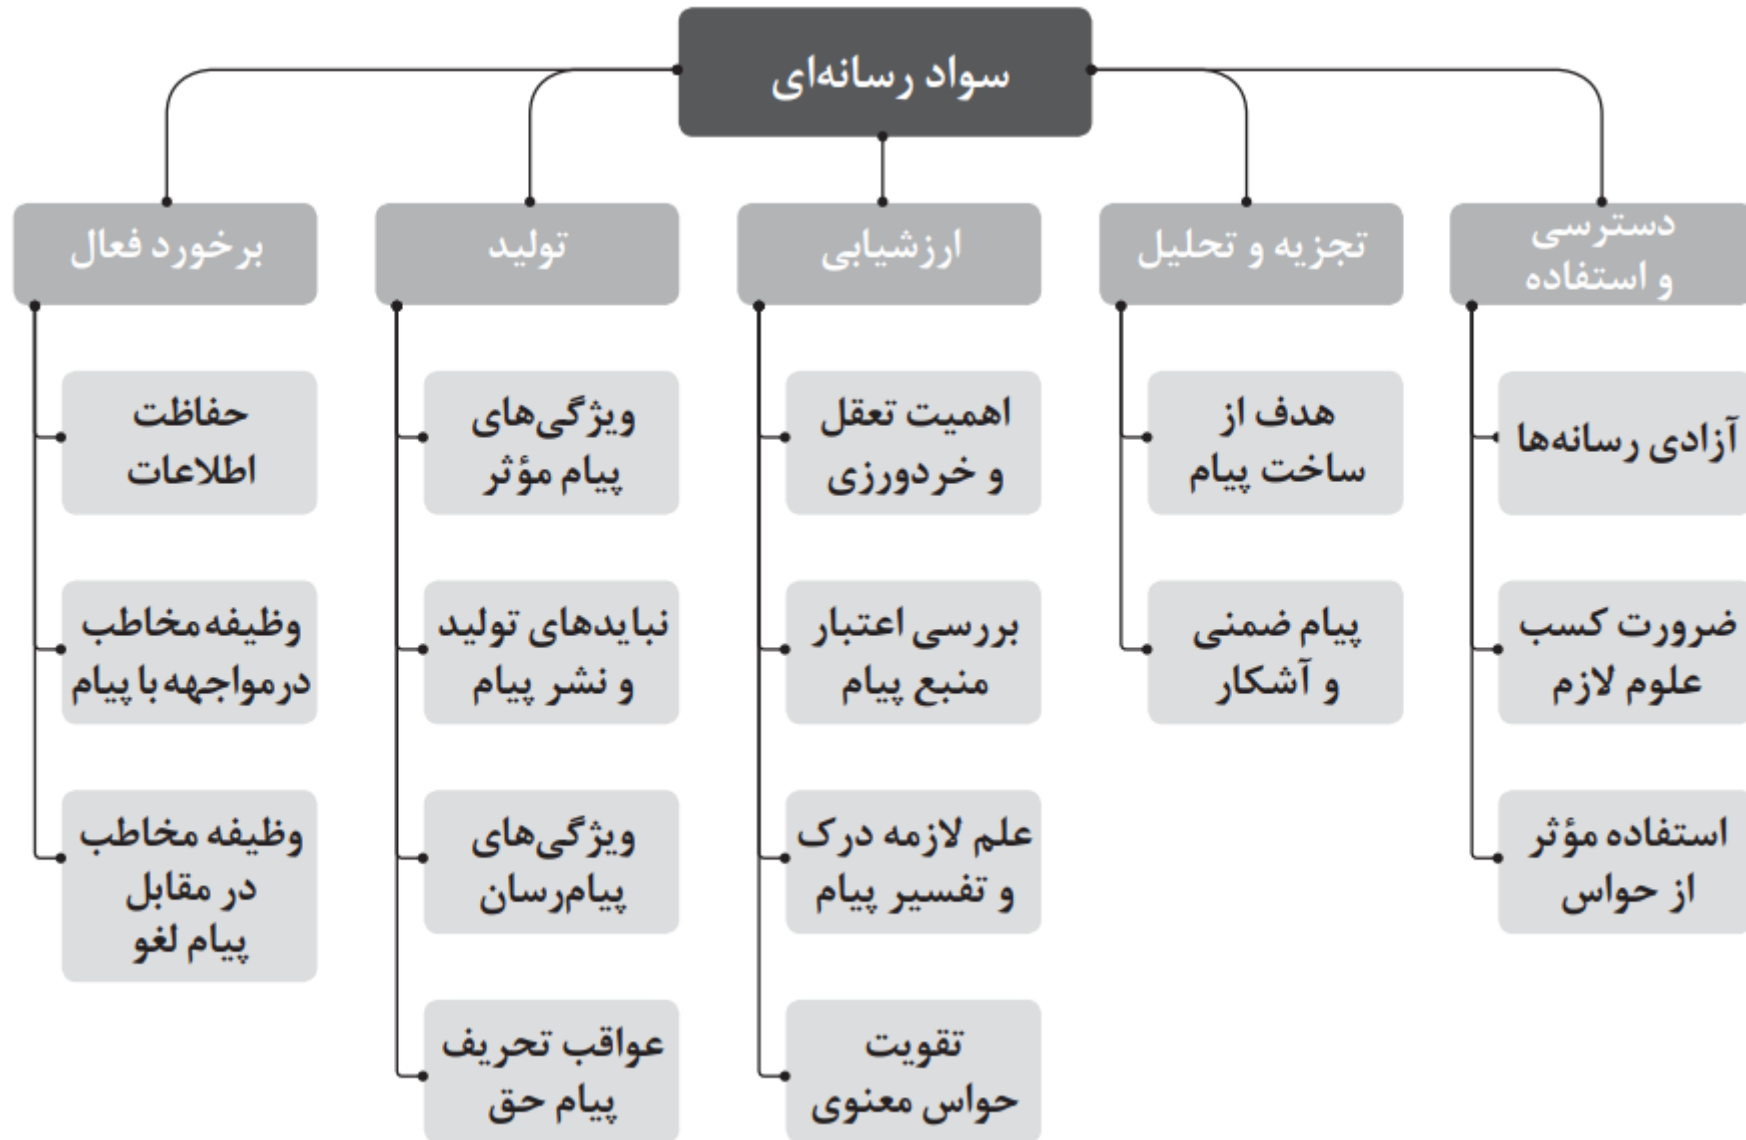 سواد رسانه‌ای
دسترسی
و استفاده
تجزیه و تحلیل
ارزشیابی
تولید
برخورد فعال
آزادی رسانه‌ها
ضرورت کسب
علوم لازم
استفاده مؤثر
از حواس
هدف از
ساخت پیام
پیام ضمنی
و آشکار
اهمیت تعقل
و خردورزی
بررسی اعتبار
منبع پیام
علم لازمه درک
و تفسیر پیام
تقویت
حواس معنوی
ویژگی‌های
پیام مؤثر
نبایدهای تولید
و نشر پیام
ویژگی‌های
پیام‌رسان
عواقب تحریف
پیام حق
حفاظت
اطلاعات
وظیفه مخاطب
درمواجهه با پیام
وظیفه مخاطب
در مقابل
پیام لغو